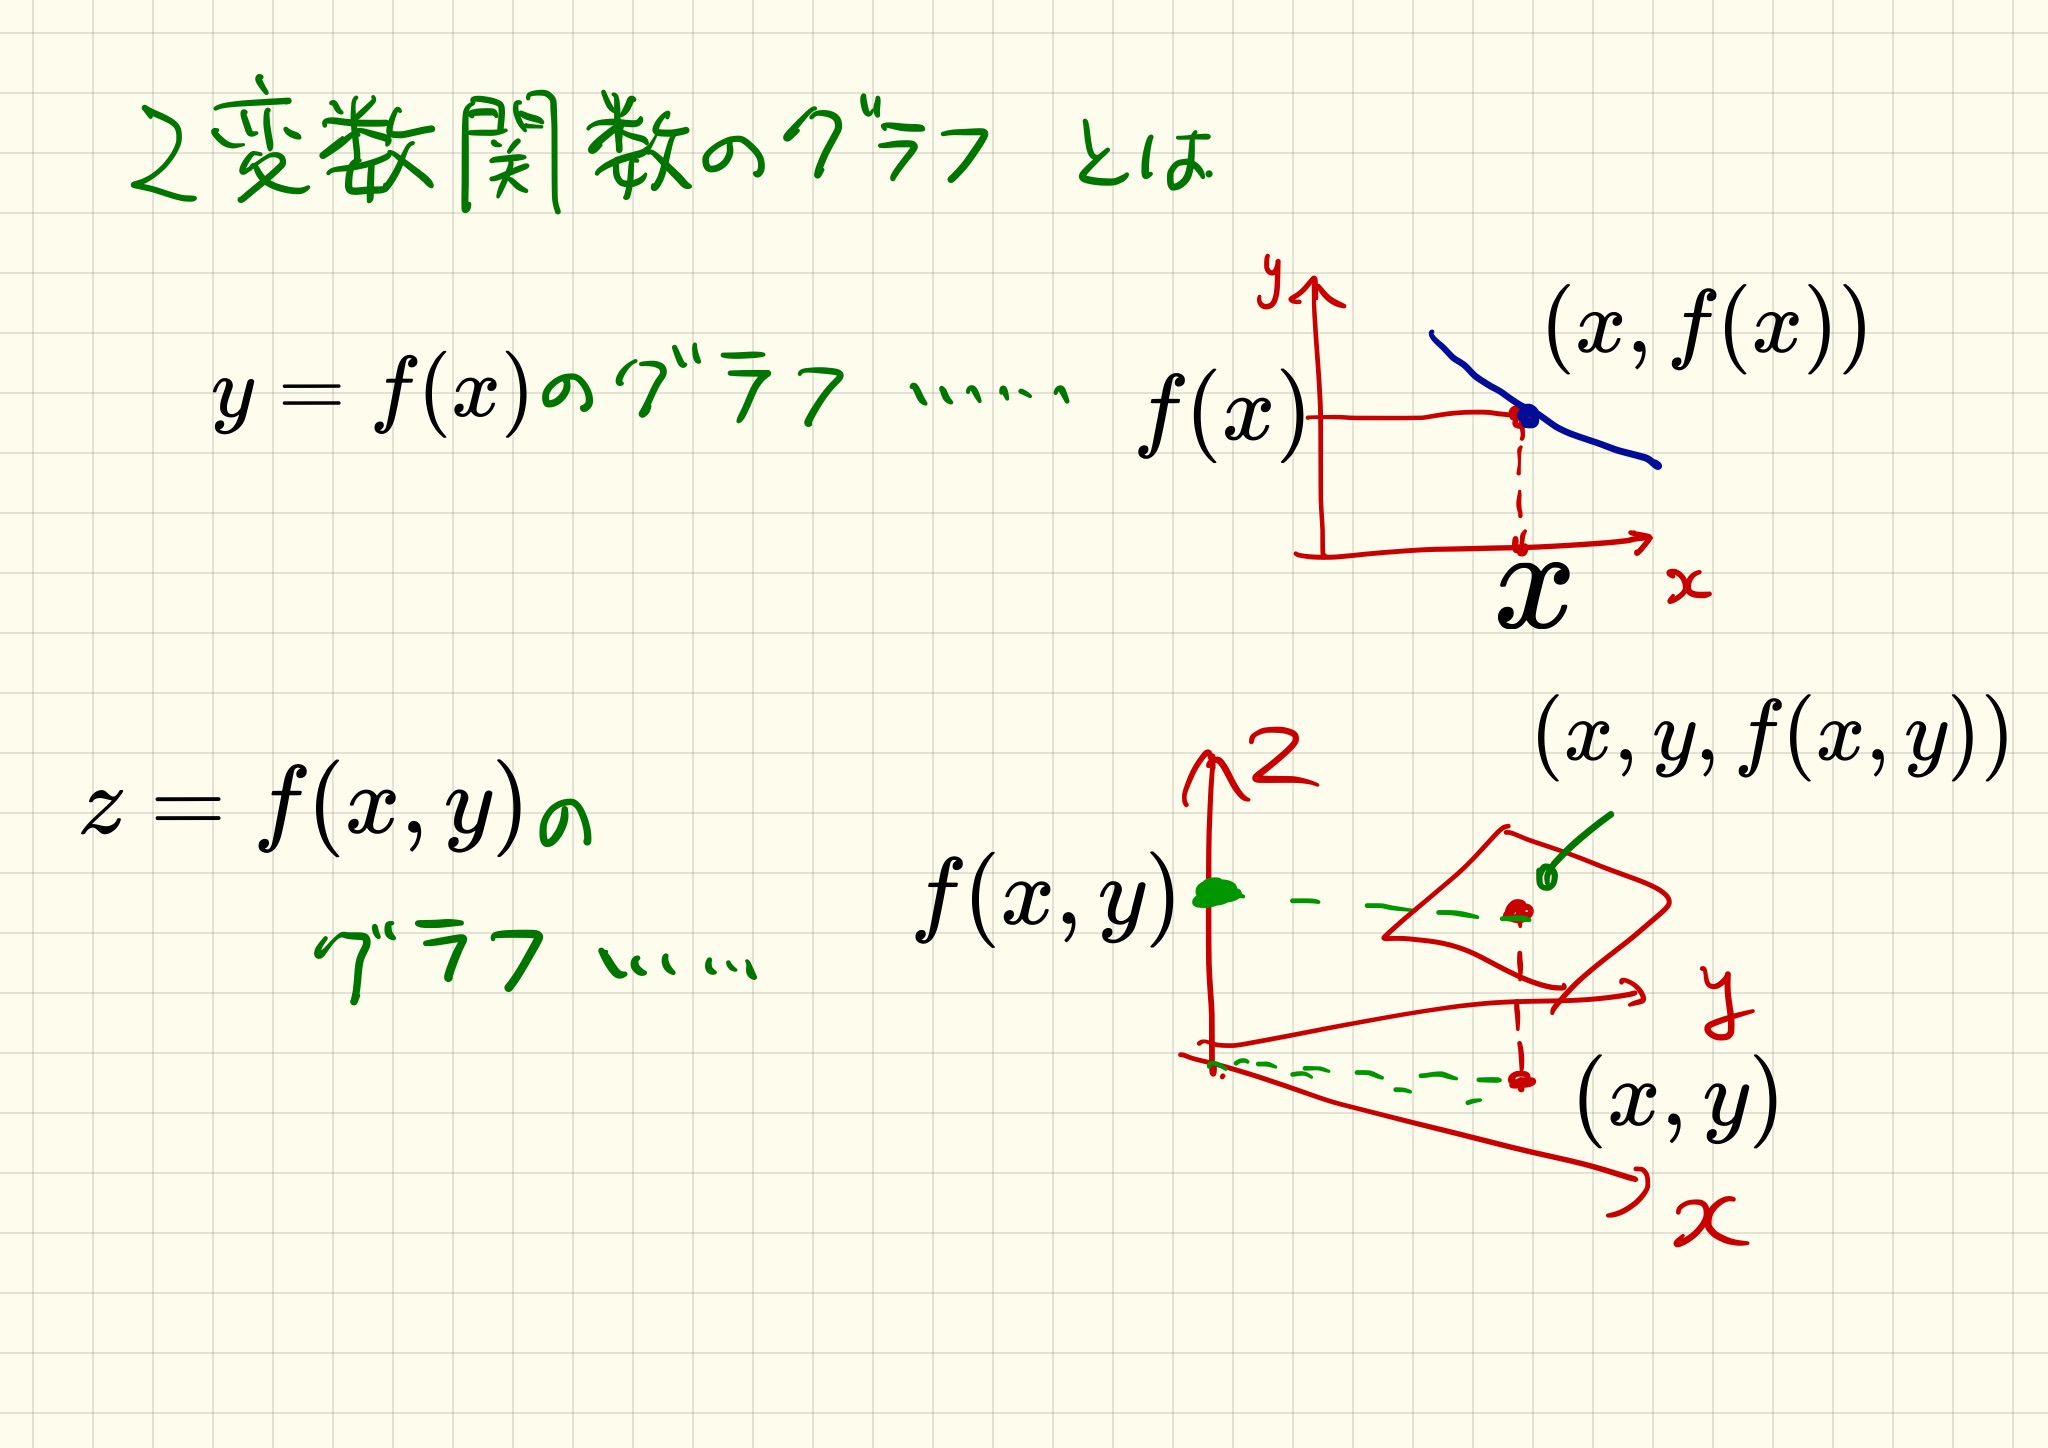 2変数関数のグラフ とは
y = f(x)のグラフ ……
y
(x, f(x))
f(x)
x
x
z = f(x, y)の
グラフ ……
z
(x, y, f(x, y))
f(x, y)
y
(x, y)
x